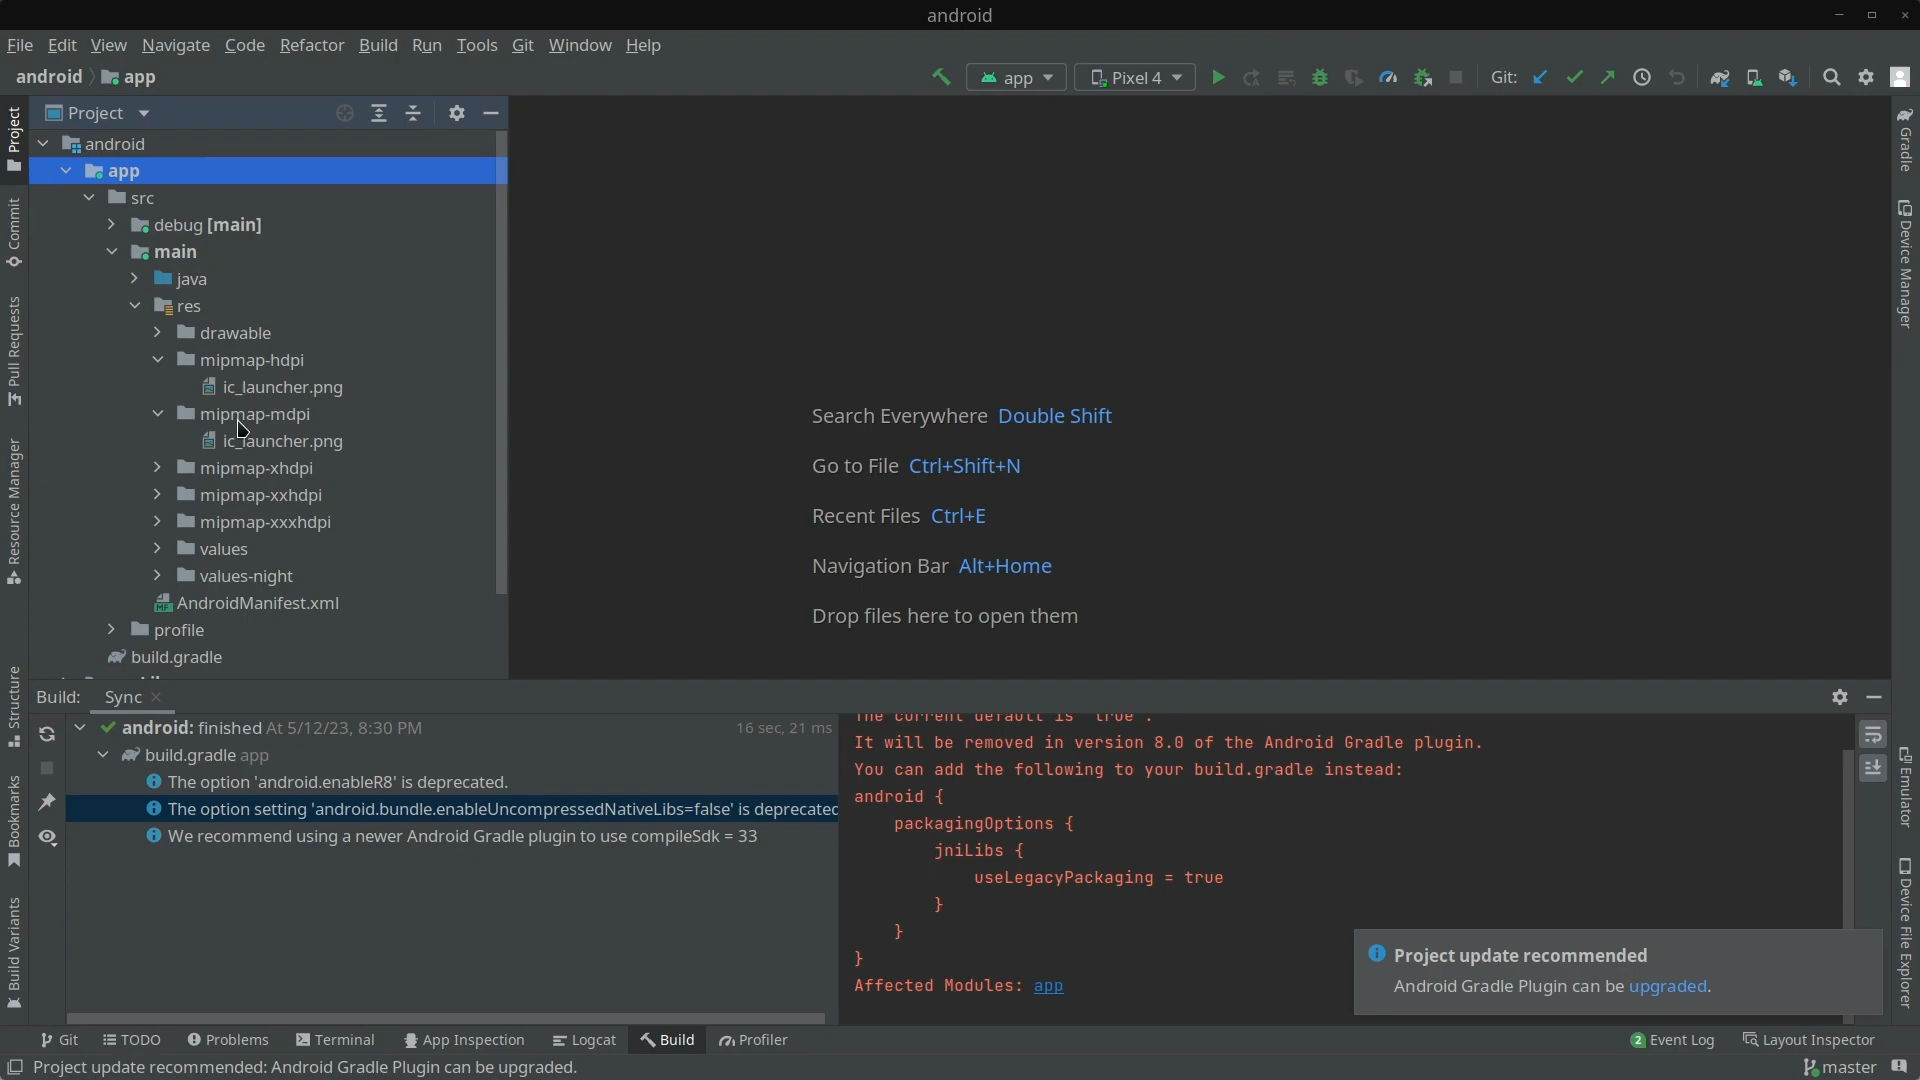 android
File Edit View Navigate Code Refactor Build Run Tools Git Window Help
android app
app Pixel 4 Git:
Project
android
app
src
debug [main]
main
java
res
drawable
mipmap-hdpi
ic_launcher.png
mipmap-mdpi
ic_launcher.png
mipmap-xhdpi
mipmap-xxhdpi
mipmap-xxxhdpi
values
values-night
AndroidManifest.xml
MF
profile
build.gradle
Project
Commit
Pull Requests
Resource Manager
Structure
Bookmarks
Build Variants
Search Everywhere Double Shift
Go to File Ctrl+Shift+N
Recent Files Ctrl+E
Navigation Bar Alt+Home
Drop files here to open them
Gradle
Device Manager
Emulator
Device File Explorer
Build: Sync
android: finished At 5/12/23, 8:30 PM 16 sec, 21 ms
build.gradle app
The option 'android.enableR8' is deprecated.
The option setting 'android.bundle.enableUncompressedNativeLibs=false' is deprecated
We recommend using a newer Android Gradle plugin to use compileSdk = 33
The current default is 'true'.
It will be removed in version 8.0 of the Android Gradle plugin.
You can add the following to your build.gradle instead:
android {
packagingOptions {
jniLibs {
useLegacyPackaging = true
}
}
}
Affected Modules: app
Project update recommended
Android Gradle Plugin can be upgraded.
Git TODO Problems Terminal App Inspection Logcat Build Profiler 2 Event Log Layout Inspector
Project update recommended: Android Gradle Plugin can be upgraded. master